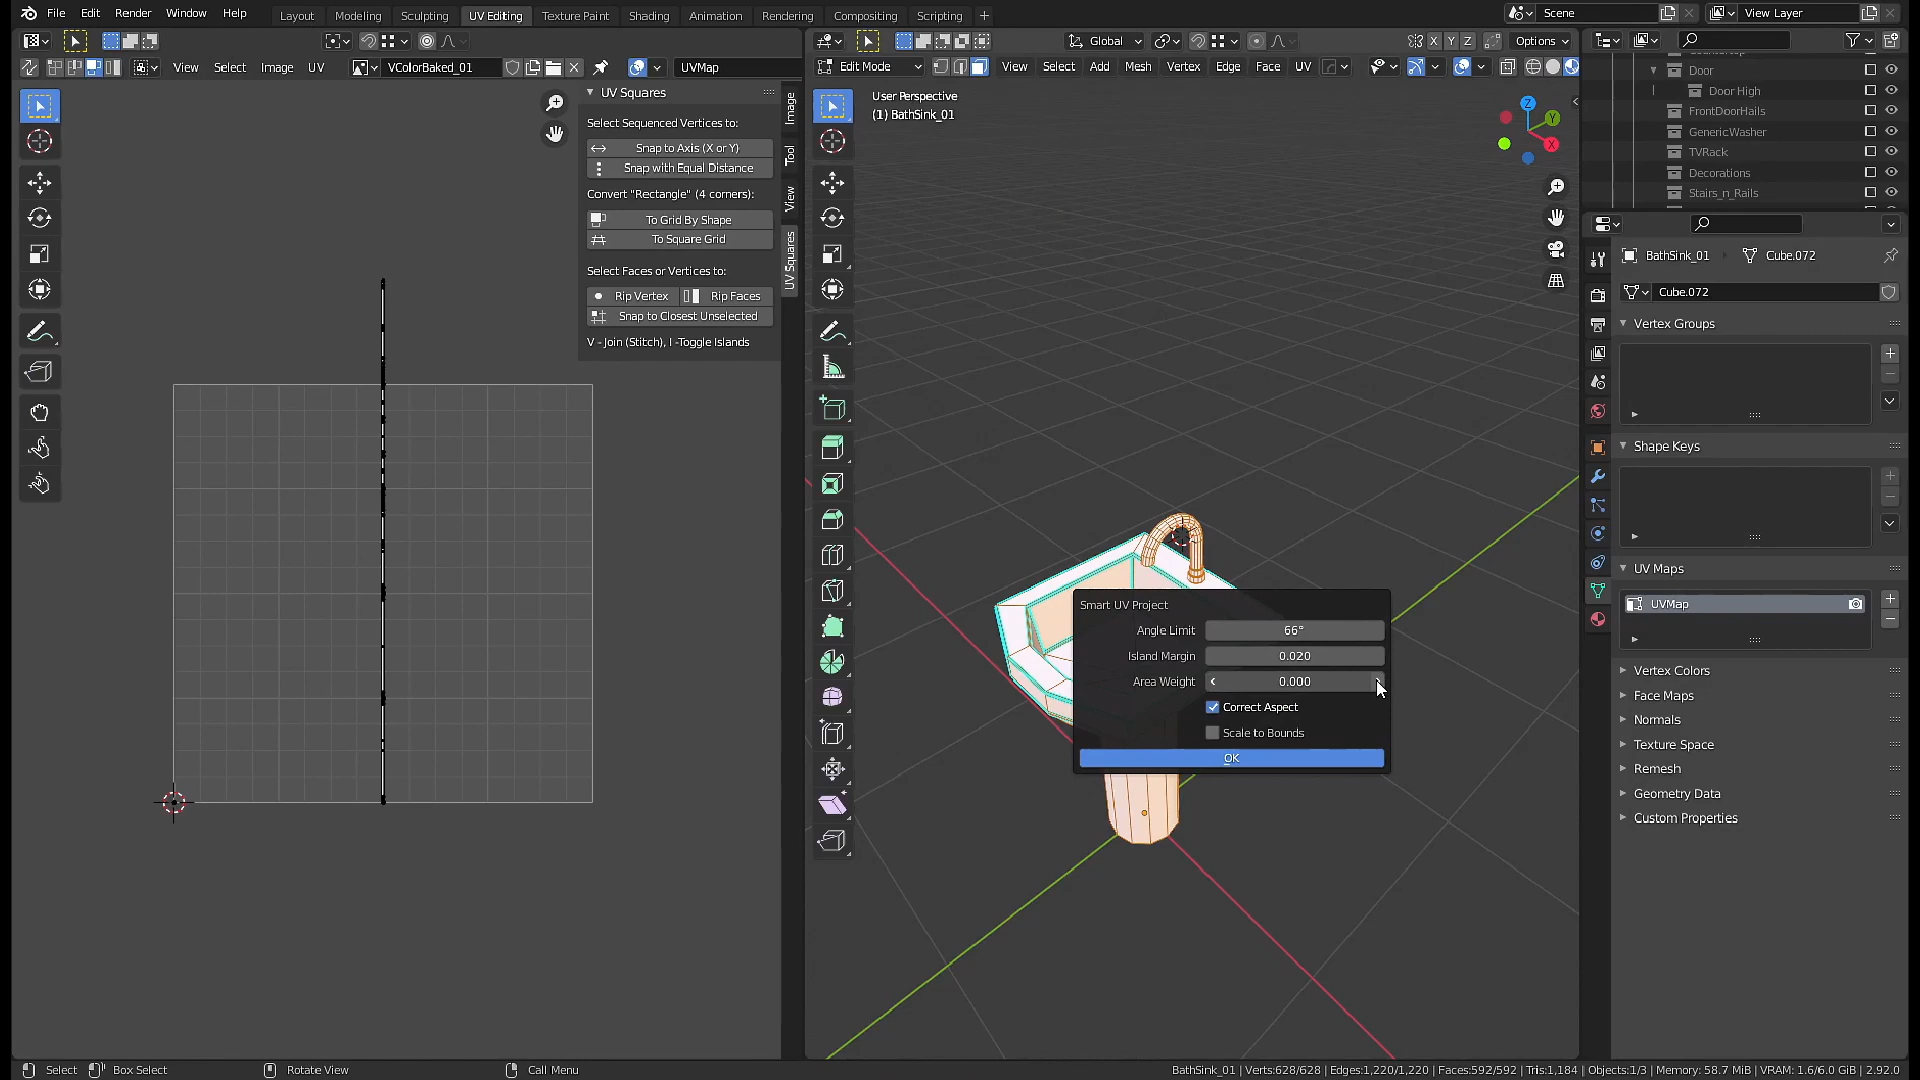 File Edit Render Window Help Layout Modeling Sculpting UV Editing Texture Paint Shading Animation Rendering Compositing Scripting + Scene View Layer
Global Options
View Select Image UV VColorBaked_01 UVMap
Edit Mode View Select Add Mesh Vertex Edge Face UV
X Y Z
UV Squares
Select Sequenced Vertices to:
Snap to Axis (X or Y)
Snap with Equal Distance
Convert "Rectangle" (4 corners):
To Grid By Shape
To Square Grid
Select Faces or Vertices to:
Rip Vertex Rip Faces
Snap to Closest Unselected
V - Join (Stitch), I -Toggle Islands
Image
Tool
View
UV Squares
User Perspective
(1) BathSink_01
Z
Y
X
Smart UV Project
Angle Limit 66°
Island Margin 0.020
Area Weight 0.000
Correct Aspect
Scale to Bounds
OK
Door
Door High
FrontDoorHails
GenericWasher
TVRack
Decorations
Stairs_n_Rails
BathSink_01 Cube.072
Cube.072
Vertex Groups
Shape Keys
UV Maps
UVMap
Vertex Colors
Face Maps
Normals
Texture Space
Remesh
Geometry Data
Custom Properties
Select Box Select Rotate View Call Menu BathSink_01 | Verts:628/628 | Edges:1,220/1,220 | Faces:592/592 | Tris:1,184 | Objects:1/3 | Memory: 58.7 MiB | VRAM: 1.6/6.0 GiB | 2.92.0